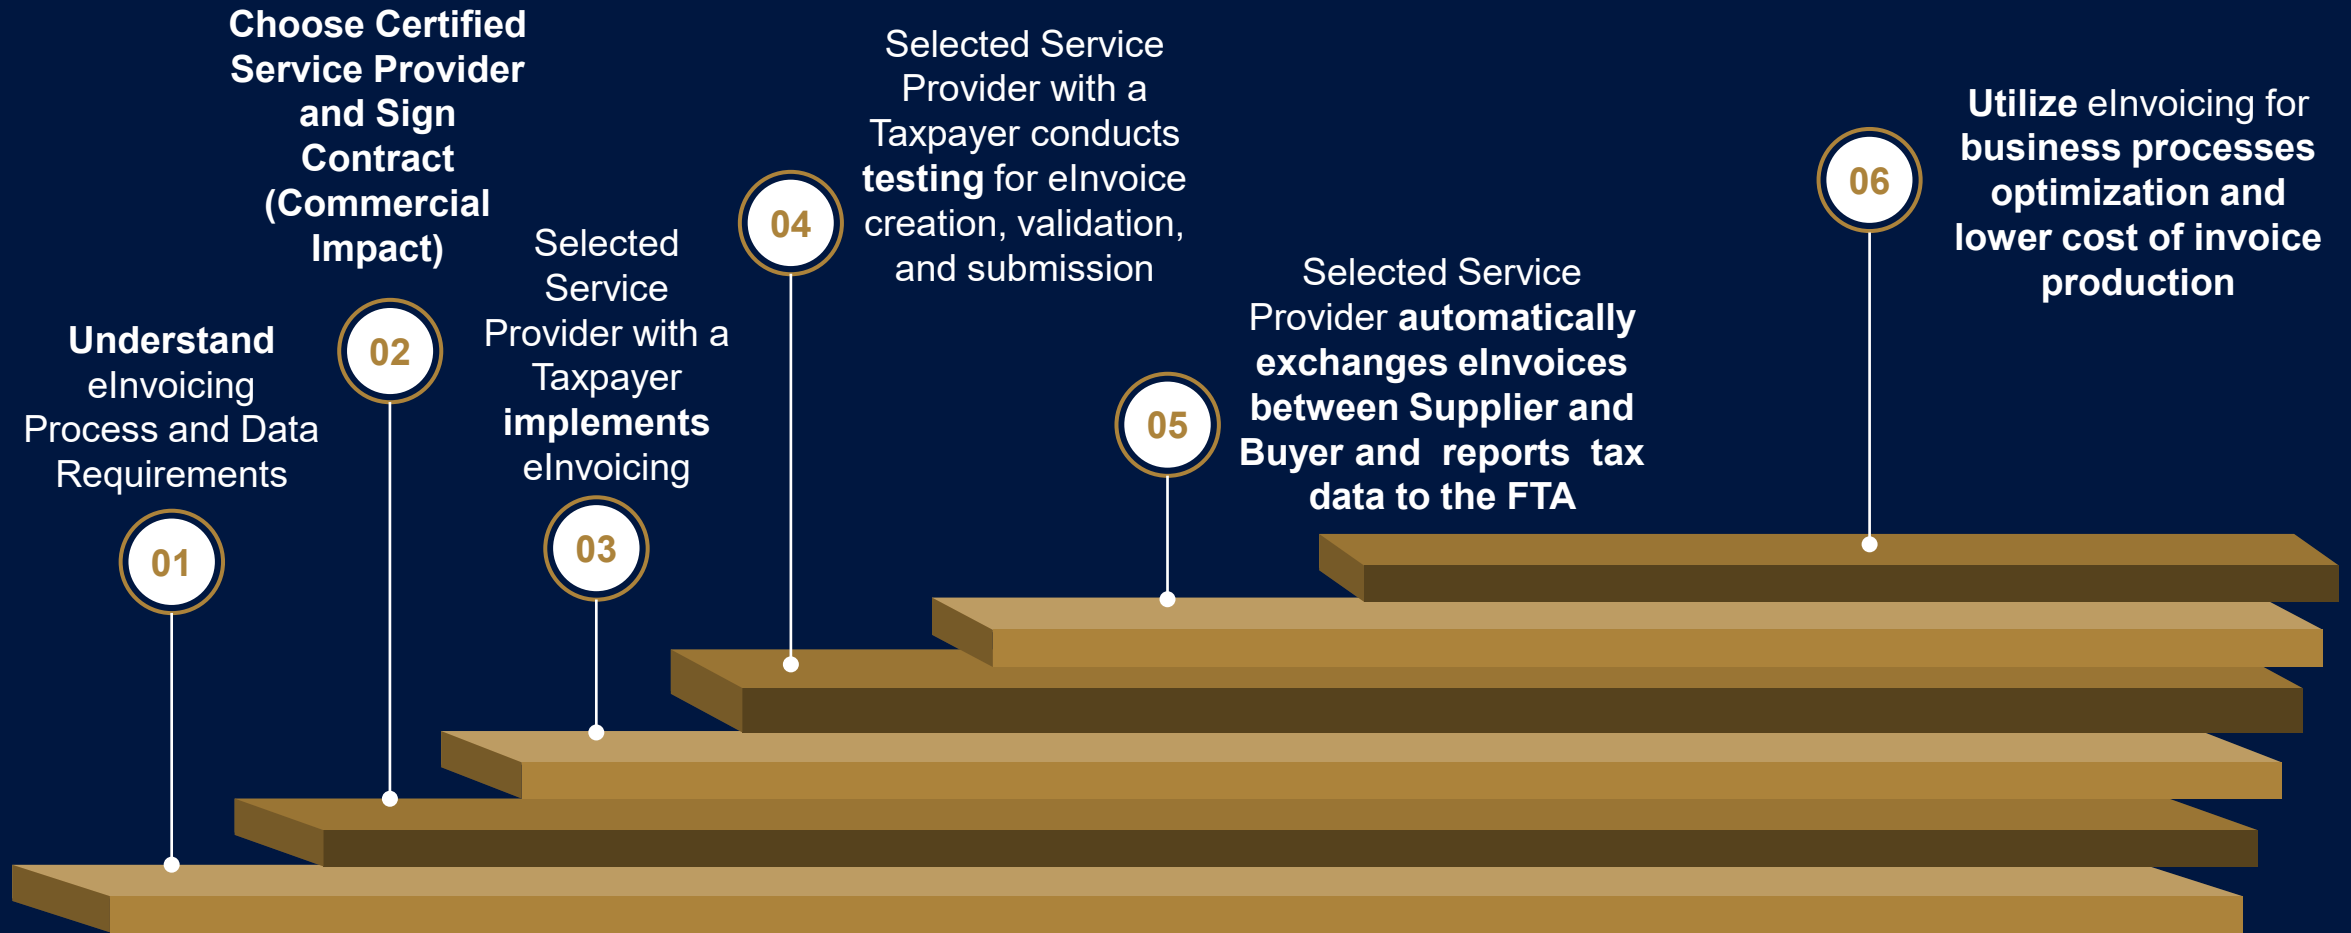 Understand
eInvoicing
Process and Data
Requirements
01
Choose Certified
Service Provider
and Sign
Contract
(Commercial
Impact)
02
Selected
Service
Provider with a
Taxpayer
implements
eInvoicing
03
Selected Service
Provider with a
Taxpayer conducts
testing for eInvoice
creation, validation,
and submission
04
Selected Service
Provider automatically
exchanges eInvoices
between Supplier and
Buyer and reports tax
data to the FTA
05
Utilize eInvoicing for
business processes
optimization and
lower cost of invoice
production
06